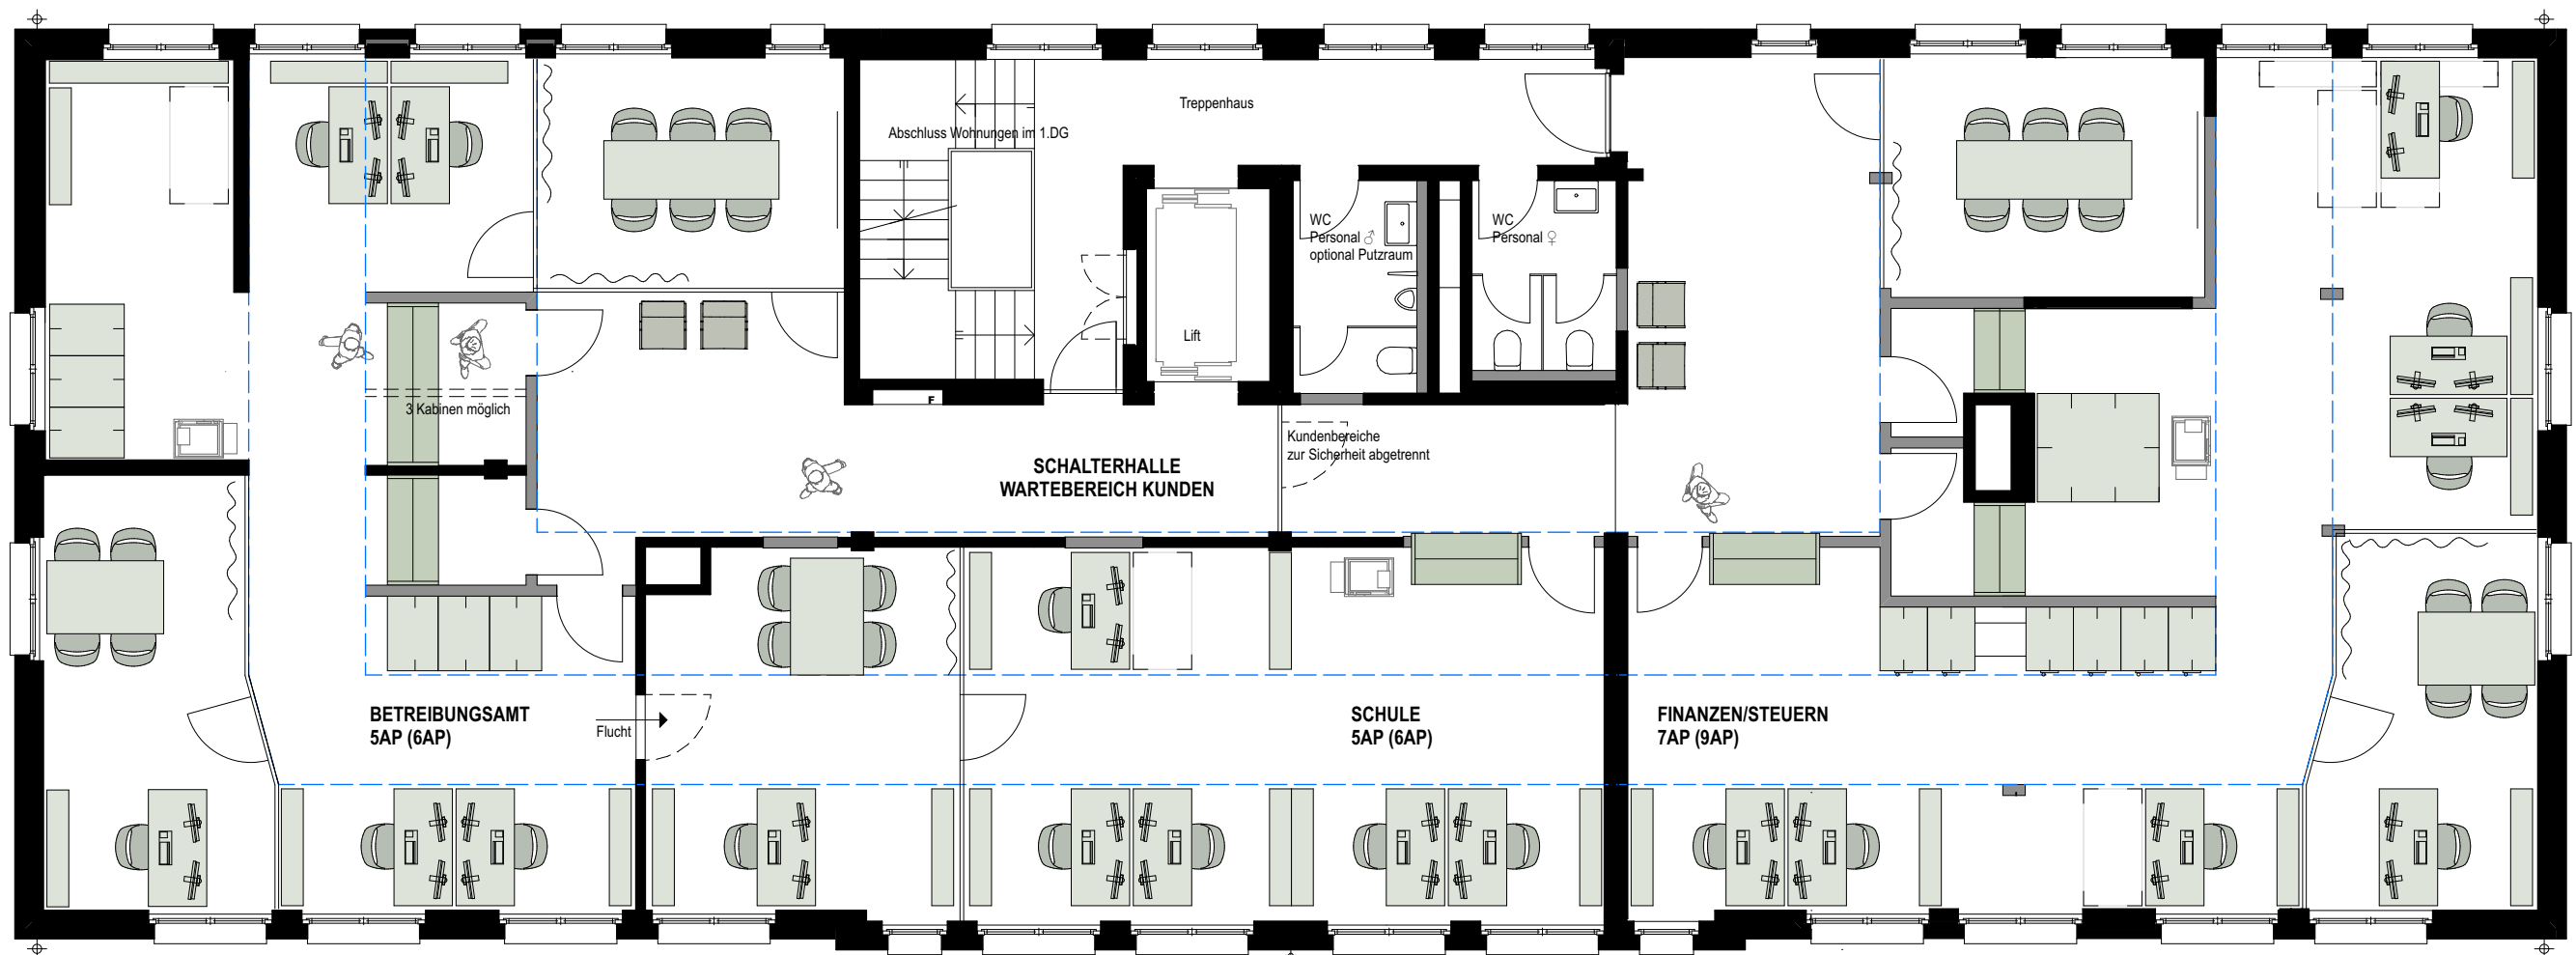 Treppenhaus
Abschluss Wohnungen im 1.DG
WC
Personal ♂
optional Putzraum
WC
Personal ♀
Lift
F
3 Kabinen möglich
Kundenbereiche
zur Sicherheit abgetrennt
SCHALTERHALLE
WARTEBEREICH KUNDEN
BETREIBUNGSAMT
5AP (6AP)
Flucht
SCHULE
5AP (6AP)
FINANZEN/STEUERN
7AP (9AP)